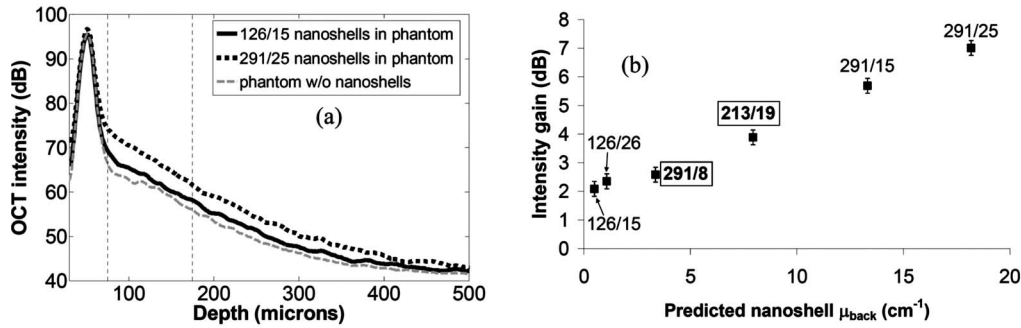 100
90
80
70
60
50
40
OCT intensity (dB)
126/15 nanoshells in phantom
291/25 nanoshells in phantom
phantom w/o nanoshells
(a)
100 200 300 400 500
Depth (microns)
8
7
6
5
4
3
2
1
0
Intensity gain (dB)
(b)
291/25
291/15
213/19
126/26
291/8
126/15
0 5 10 15 20
Predicted nanoshell μback (cm-1)